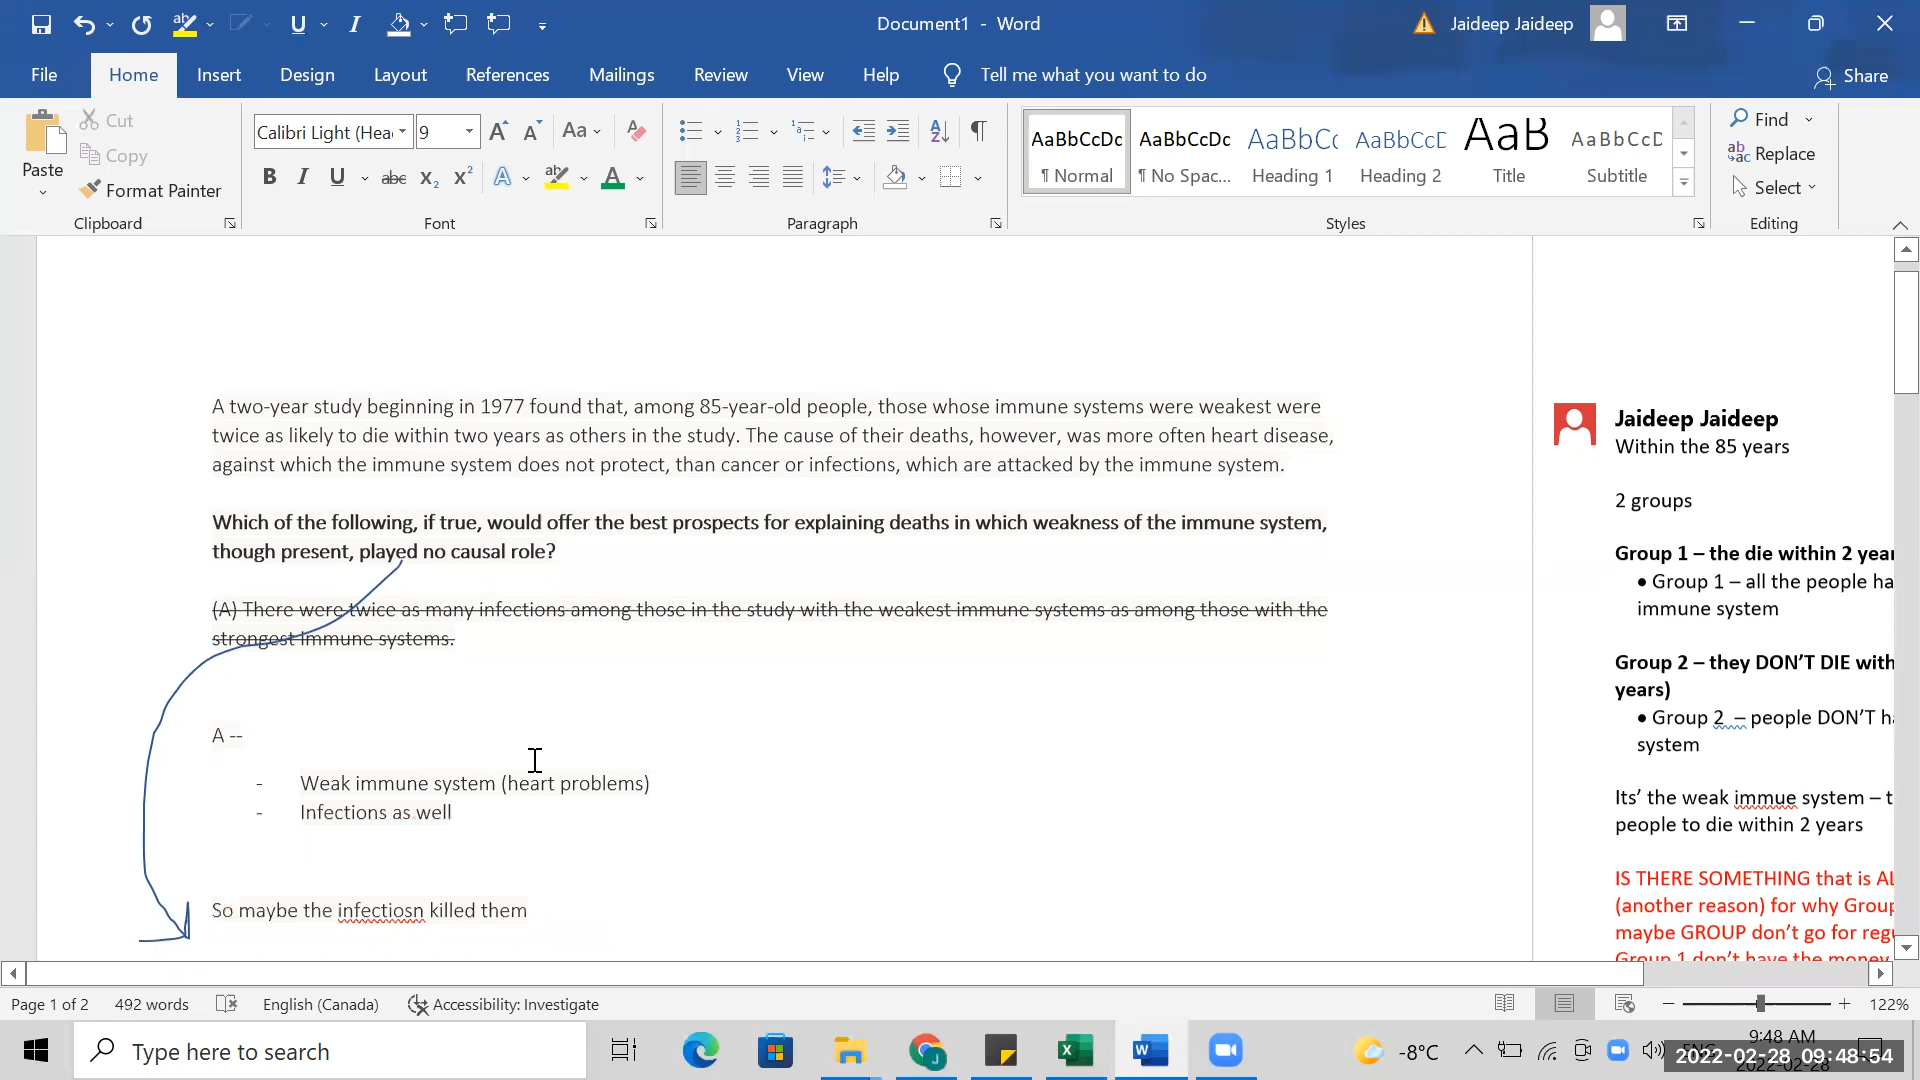 Document1 - Word
Jaideep Jaideep
File Home Insert Design Layout References Mailings Review View Help Tell me what you want to do
Share
Paste
Cut
Copy
Format Painter
Clipboard
Calibri Light (Hea
9
Aa
B I U abc X2 X2 A A
Font
Paragraph
AaBbCcDc AaBbCcDc AaBbCc AaBbCcD AaB AaBbCcD
¶ Normal ¶ No Spac... Heading 1 Heading 2 Title Subtitle
Styles
Find
Replace
Select
Editing
A two-year study beginning in 1977 found that, among 85-year-old people, those whose immune systems were weakest were
twice as likely to die within two years as others in the study. The cause of their deaths, however, was more often heart disease,
against which the immune system does not protect, than cancer or infections, which are attacked by the immune system.
Which of the following, if true, would offer the best prospects for explaining deaths in which weakness of the immune system,
though present, played no causal role?
(A) There were twice as many infections among those in the study with the weakest immune systems as among those with the
strongest immune systems.
A --
- Weak immune system (heart problems)
- Infections as well
So maybe the infectiosn killed them
Jaideep Jaideep
Within the 85 years
2 groups
Group 1 – the die within 2 year
• Group 1 – all the people ha
immune system
Group 2 – they DON'T DIE with
years)
• Group 2 – people DON'T ha
system
Its' the weak immue system – t
people to die within 2 years
IS THERE SOMETHING that is AL
(another reason) for why Group
maybe GROUP don't go for regu
Group 1 don't have the money
Page 1 of 2 492 words English (Canada) Accessibility: Investigate
122%
Type here to search
-8°C
9:48 AM
2022-02-28 09:48:54